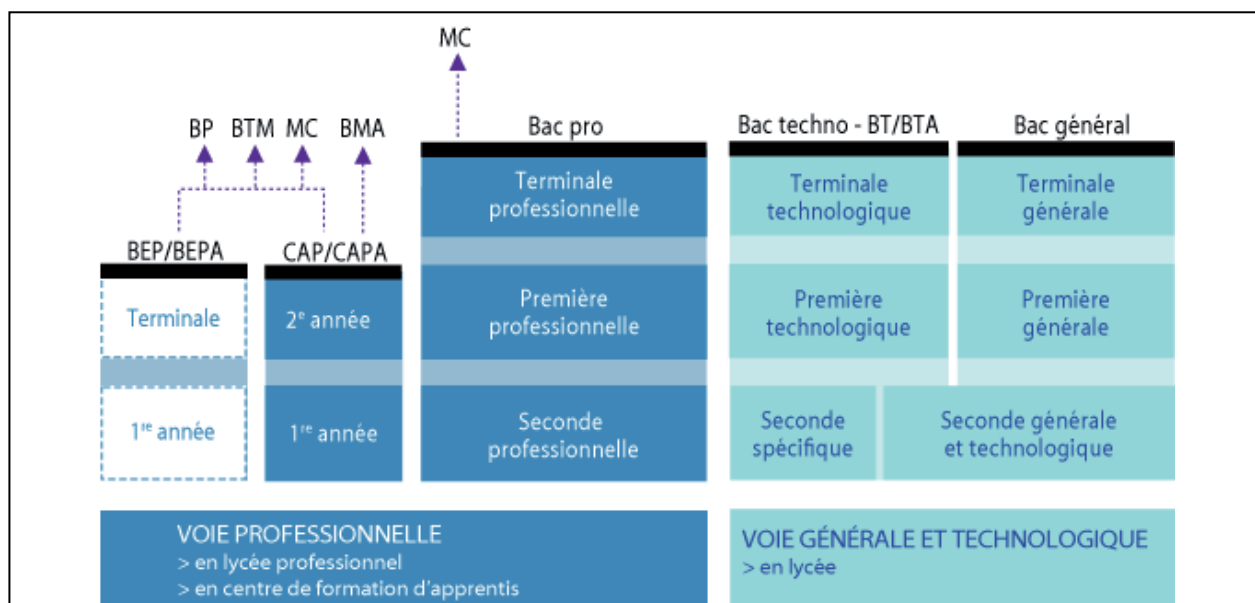 MC
BP BTM MC BMA
Bac pro
Bac techno - BT/BTA
Bac général
Terminale
professionnelle
Terminale
technologique
Terminale
générale
BEP/BEPA
CAP/CAPA
Terminale
2e année
Première
professionnelle
Première
technologique
Première
générale
1re année
1re année
Seconde
professionnelle
Seconde
spécifique
Seconde générale
et technologique
VOIE PROFESSIONNELLE
> en lycée professionnel
> en centre de formation d'apprentis
VOIE GÉNÉRALE ET TECHNOLOGIQUE
> en lycée